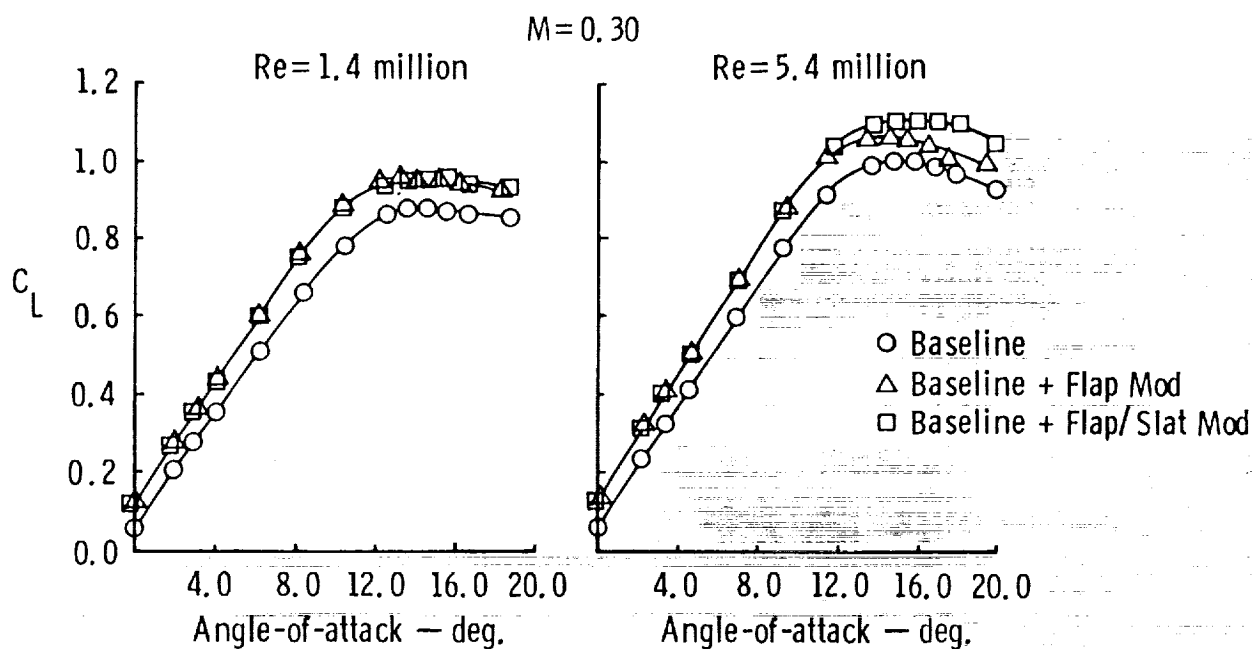 M = 0.30
Re = 1.4 million
Re = 5.4 million
1.2
1.0
0.8
0.6
0.4
0.2
0.0
C L
4.0 8.0 12.0 16.0 20.0
4.0 8.0 12.0 16.0 20.0
Angle-of-attack — deg.
Angle-of-attack — deg.
Baseline
Baseline + Flap Mod
Baseline + Flap/Slat Mod